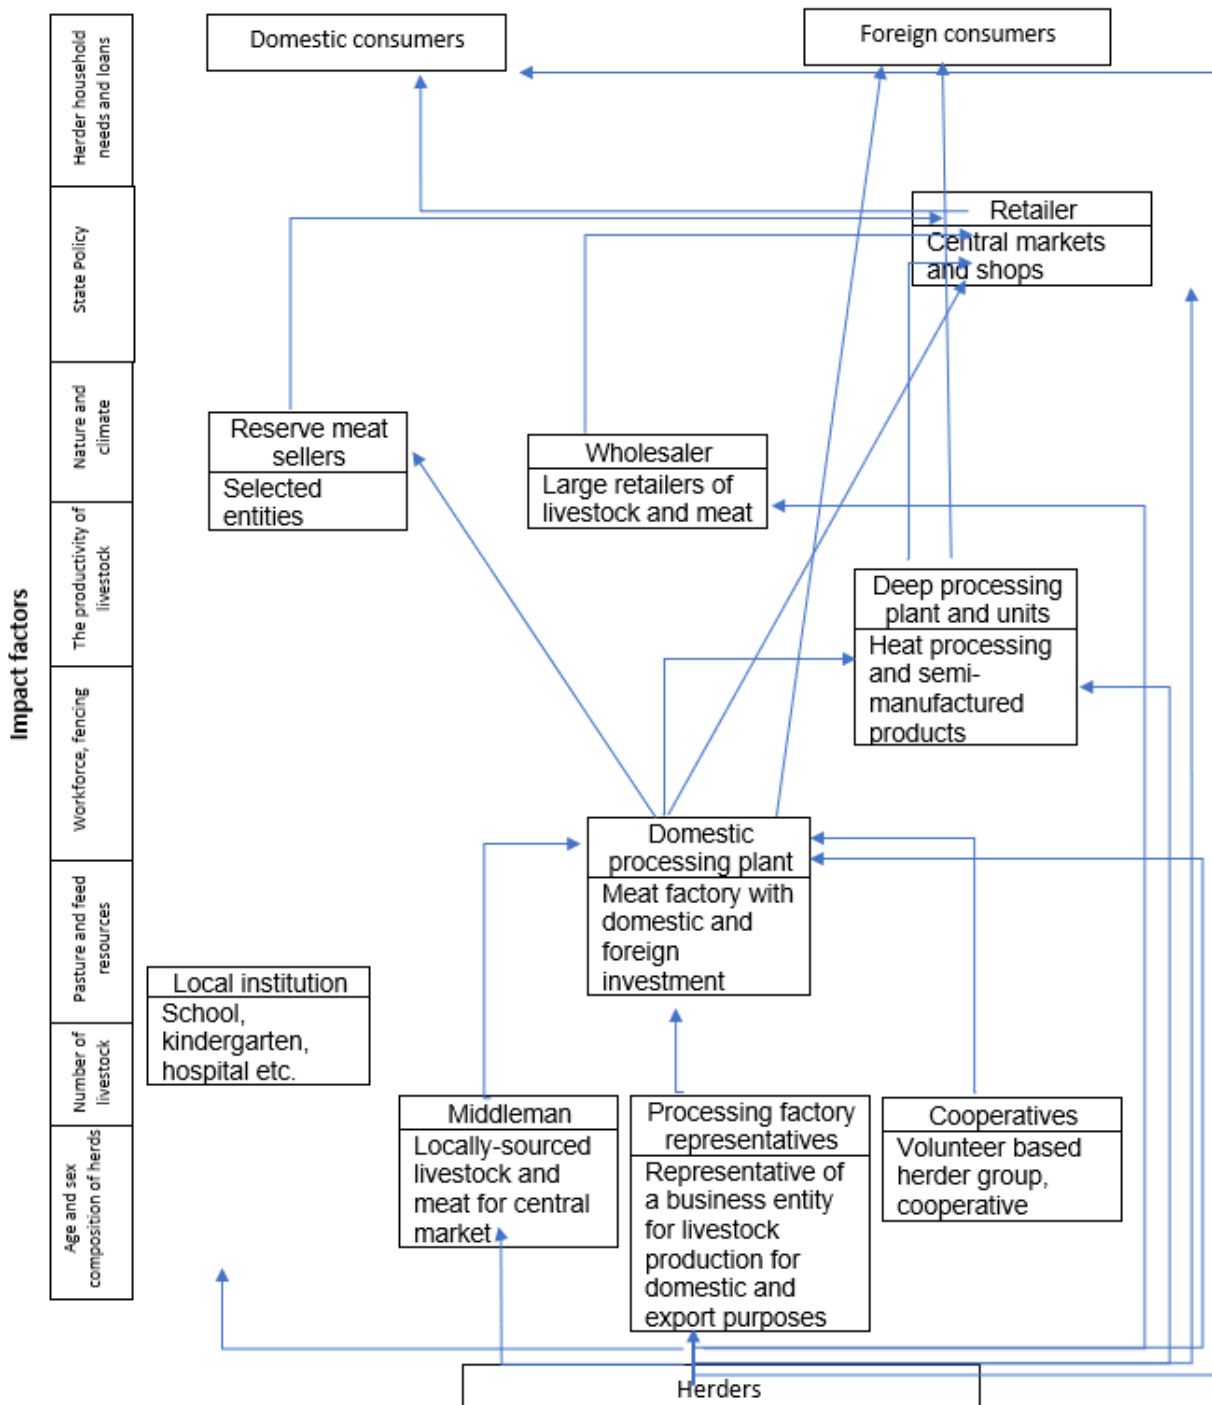 Impact factors
Herder household
needs and loans
State Policy
Nature and
climate
The productivity of
livestock
Workforce, fencing
Pasture and feed
resources
Number of
livestock
Age and sex
composition of herds
Domestic consumers
Foreign consumers
Retailer
Central markets
and shops
Reserve meat
sellers
Selected
entities
Wholesaler
Large retailers of
livestock and meat
Deep processing
plant and units
Heat processing
and semi-
manufactured
products
Domestic
processing plant
Meat factory with
domestic and
foreign
investment
Local institution
School,
kindergarten,
hospital etc.
Middleman
Locally-sourced
livestock and
meat for central
market
Processing factory
representatives
Representative of
a business entity
for livestock
production for
domestic and
export purposes
Cooperatives
Volunteer based
herder group,
cooperative
Herders